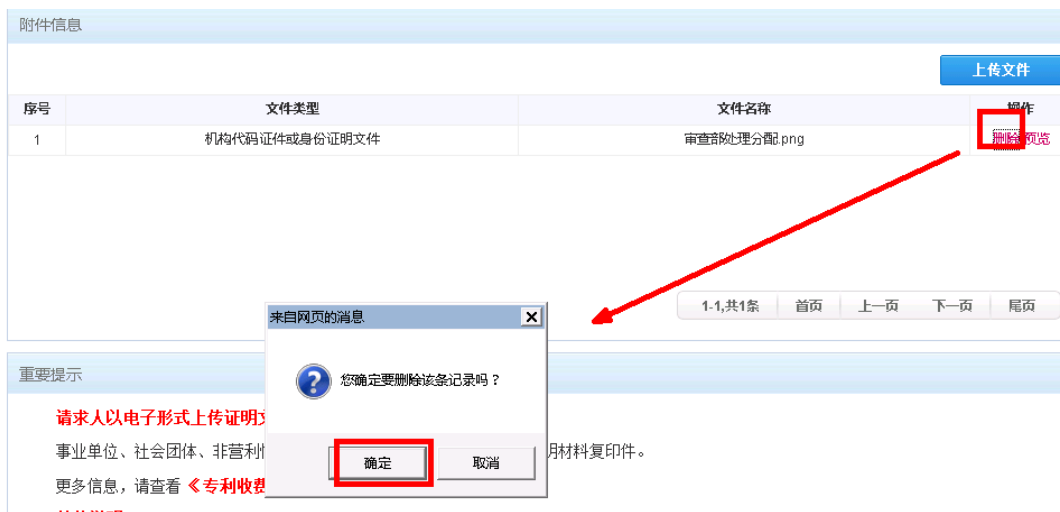 附件信息
上传文件
序号 文件类型 文件名称 操作
1 机构代码证件或身份证明文件 审查部处理分配.png 删除 预览
1-1,共1条 首页 上一页 下一页 尾页
来自网页的消息
您确定要删除该条记录吗？
确定 取消
重要提示
请求人以电子形式上传证明文
事业单位、社会团体、非营利 明材料复印件。
更多信息，请查看《专利收费